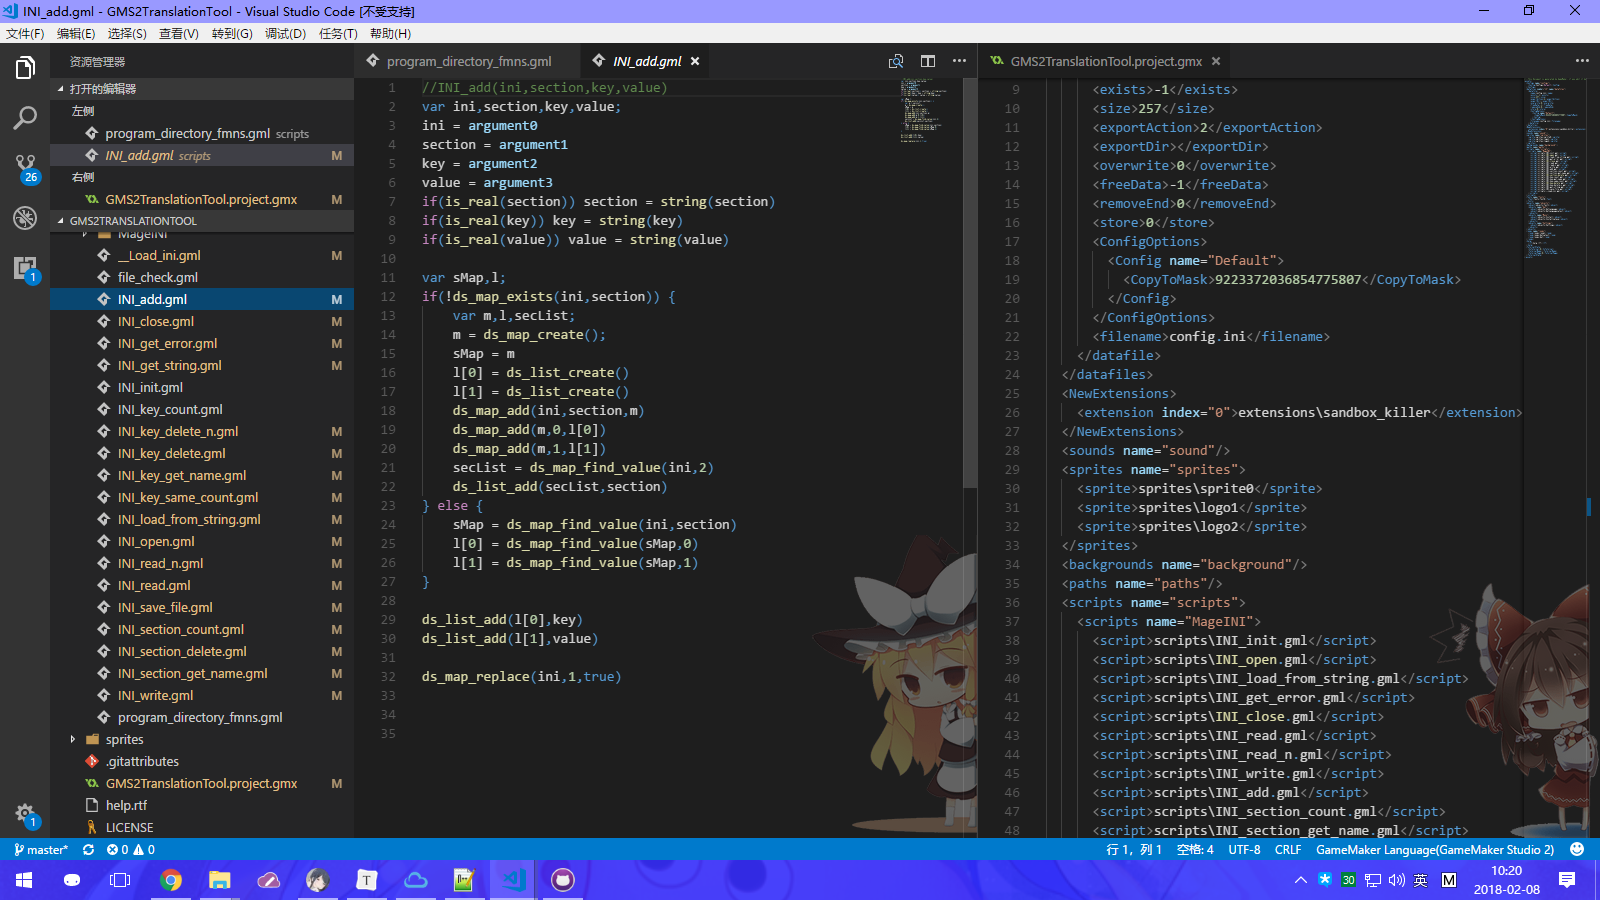 INI_add.gml - GMS2TranslationTool - Visual Studio Code [不受支持]
文件(F) 编辑(E) 选择(S) 查看(V) 转到(G) 调试(D) 任务(T) 帮助(H)
资源管理器
打开的编辑器
左侧
program_directory_fmns.gml scripts
INI_add.gml scripts M
右侧
GMS2TranslationTool.project.gmx M
GMS2TRANSLATIONTOOL
MageINI
__Load_ini.gml M
file_check.gml
INI_add.gml M
INI_close.gml M
INI_get_error.gml M
INI_get_string.gml M
INI_init.gml
INI_key_count.gml
INI_key_delete_n.gml M
INI_key_delete.gml M
INI_key_get_name.gml M
INI_key_same_count.gml M
INI_load_from_string.gml M
INI_open.gml M
INI_read_n.gml M
INI_read.gml M
INI_save_file.gml M
INI_section_count.gml M
INI_section_delete.gml M
INI_section_get_name.gml M
INI_write.gml M
program_directory_fmns.gml
sprites
.gitattributes
GMS2TranslationTool.project.gmx M
help.rtf
LICENSE
26
1
1
program_directory_fmns.gml INI_add.gml
1 //INI_add(ini,section,key,value)
2 var ini,section,key,value;
3 ini = argument0
4 section = argument1
5 key = argument2
6 value = argument3
7 if(is_real(section)) section = string(section)
8 if(is_real(key)) key = string(key)
9 if(is_real(value)) value = string(value)
10
11 var sMap,l;
12 if(!ds_map_exists(ini,section)) {
13 var m,l,secList;
14 m = ds_map_create();
15 sMap = m
16 l[0] = ds_list_create()
17 l[1] = ds_list_create()
18 ds_map_add(ini,section,m)
19 ds_map_add(m,0,l[0])
20 ds_map_add(m,1,l[1])
21 secList = ds_map_find_value(ini,2)
22 ds_list_add(secList,section)
23 } else {
24 sMap = ds_map_find_value(ini,section)
25 l[0] = ds_map_find_value(sMap,0)
26 l[1] = ds_map_find_value(sMap,1)
27 }
28
29 ds_list_add(l[0],key)
30 ds_list_add(l[1],value)
31
32 ds_map_replace(ini,1,true)
33
34
35
GMS2TranslationTool.project.gmx
9 <exists>-1</exists>
10 <size>257</size>
11 <exportAction>2</exportAction>
12 <exportDir></exportDir>
13 <overwrite>0</overwrite>
14 <freeData>-1</freeData>
15 <removeEnd>0</removeEnd>
16 <store>0</store>
17 <ConfigOptions>
18 <Config name="Default">
19 <CopyToMask>9223372036854775807</CopyToMask>
20 </Config>
21 </ConfigOptions>
22 <filename>config.ini</filename>
23 </datafile>
24 </datafiles>
25 <NewExtensions>
26 <extension index="0">extensions\sandbox_killer</extension>
27 </NewExtensions>
28 <sounds name="sound"/>
29 <sprites name="sprites">
30 <sprite>sprites\sprite0</sprite>
31 <sprite>sprites\logo1</sprite>
32 <sprite>sprites\logo2</sprite>
33 </sprites>
34 <backgrounds name="background"/>
35 <paths name="paths"/>
36 <scripts name="scripts">
37 <scripts name="MageINI">
38 <script>scripts\INI_init.gml</script>
39 <script>scripts\INI_open.gml</script>
40 <script>scripts\INI_load_from_string.gml</script>
41 <script>scripts\INI_get_error.gml</script>
42 <script>scripts\INI_close.gml</script>
43 <script>scripts\INI_read.gml</script>
44 <script>scripts\INI_read_n.gml</script>
45 <script>scripts\INI_write.gml</script>
46 <script>scripts\INI_add.gml</script>
47 <script>scripts\INI_section_count.gml</script>
48 <script>scripts\INI_section_get_name.gml</script>
master* 0 0 行 1，列 1 空格: 4 UTF-8 CRLF GameMaker Language(GameMaker Studio 2)
T 30 英 M 10:20
2018-02-08